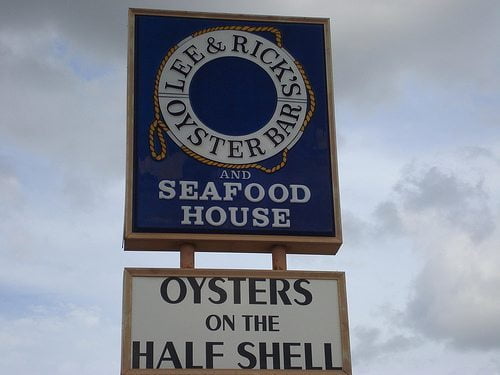 LEE & RICK'S
OYSTER BAR
AND
SEAFOOD
HOUSE
OYSTERS
ON THE
HALF SHELL